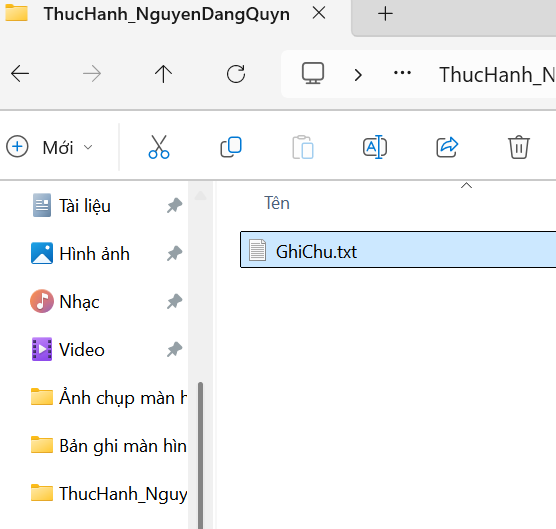 ThucHanh_NguyenDangQuyn
ThucHanh_N
Mới
Tài liệu
Hình ảnh
Nhạc
Video
Ảnh chụp màn h
Bản ghi màn hìn
ThucHanh_Nguy
Tên
GhiChu.txt